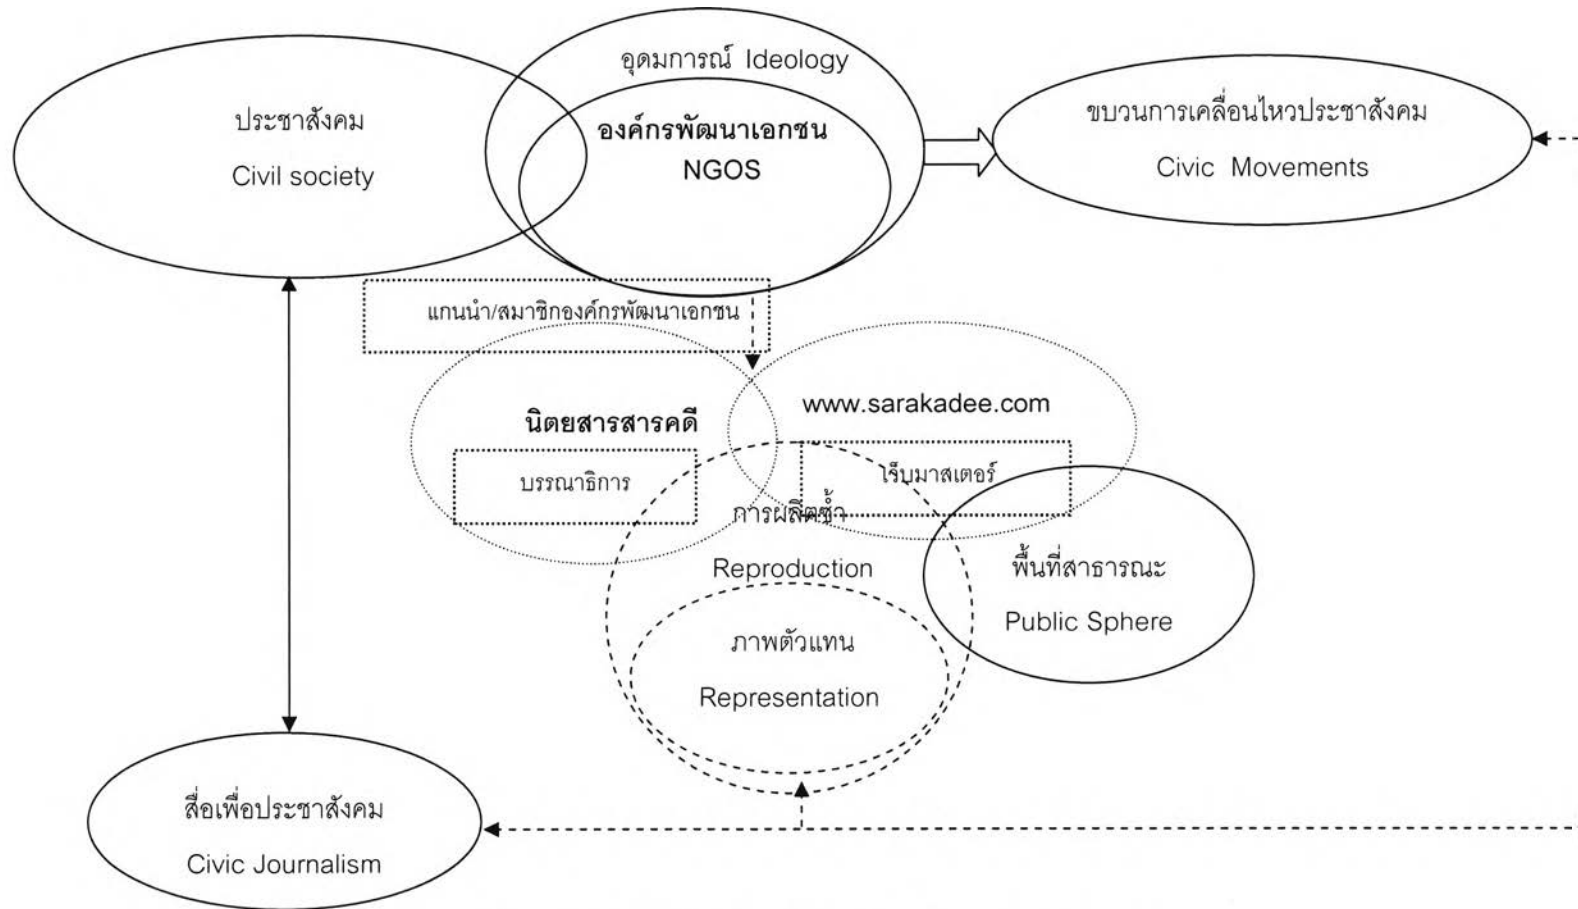 อุดมการณ์ Ideology
ประชาสังคม
Civil society
องค์กรพัฒนาเอกชน
NGOS
ขบวนการเคลื่อนไหวประชาสังคม
Civic Movements
แกนนำ/สมาชิกองค์กรพัฒนาเอกชน
นิตยสารสารคดี
www.sarakadee.com
บรรณาธิการ
เว็บมาสเตอร์
การผลิตซ้ำ
Reproduction
พื้นที่สาธารณะ
Public Sphere
ภาพตัวแทน
Representation
สื่อเพื่อประชาสังคม
Civic Journalism